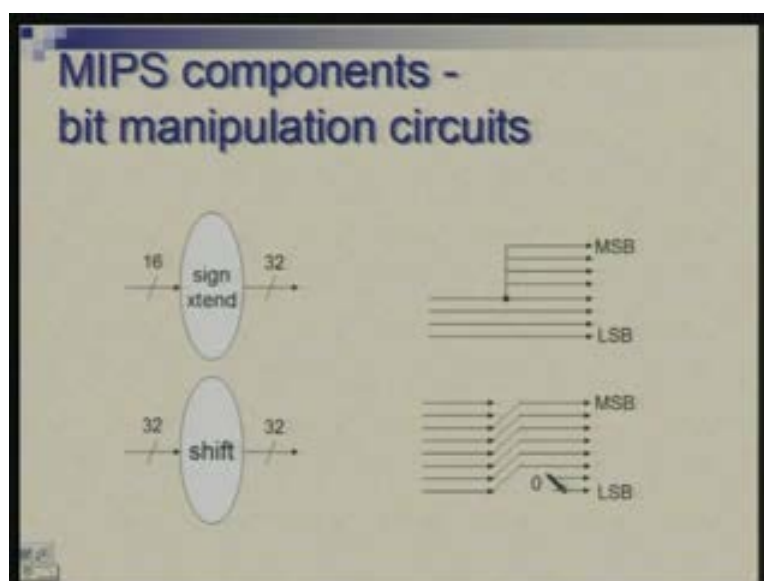 MIPS components -
bit manipulation circuits
16
sign
xtend
32
MSB
LSB
32
shift
32
MSB
0
LSB